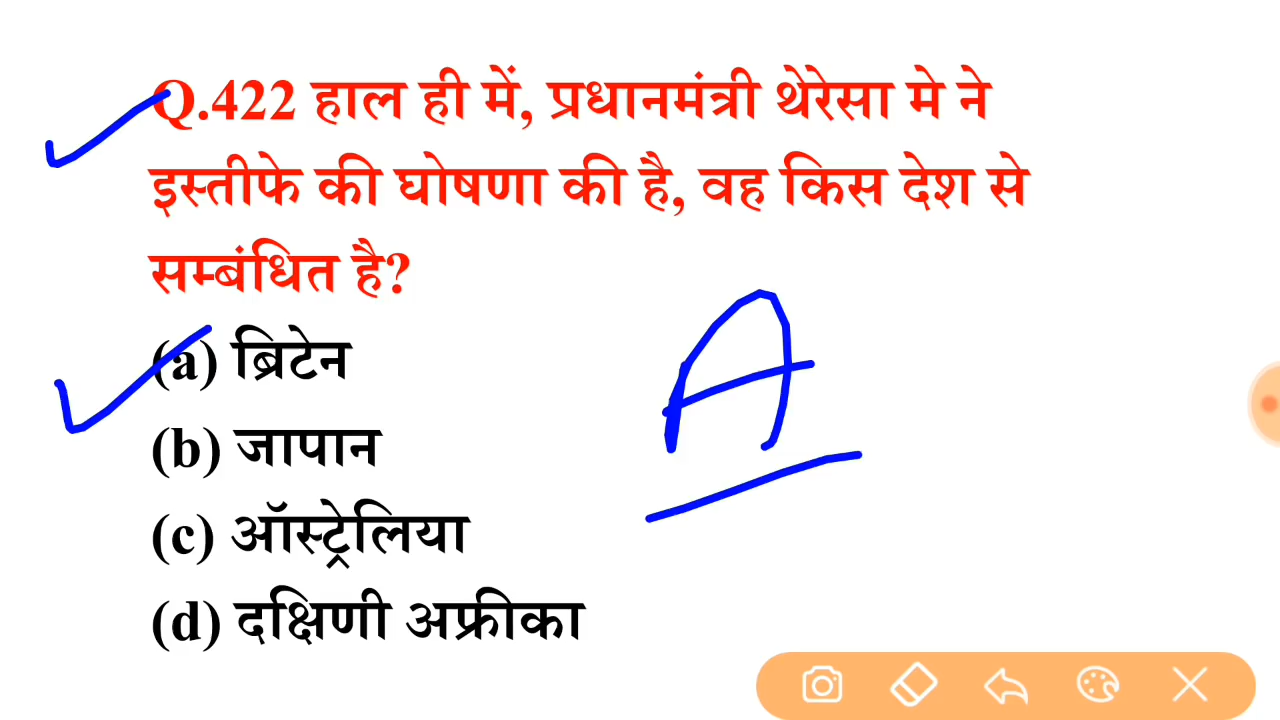 Q.422 हाल ही में, प्रधानमंत्री थेरेसा मे ने
इस्तीफे की घोषणा की है, वह किस देश से
सम्बंधित है?
(a) ब्रिटेन
A
(b) जापान
(c) ऑस्ट्रेलिया
(d) दक्षिणी अफ्रीका